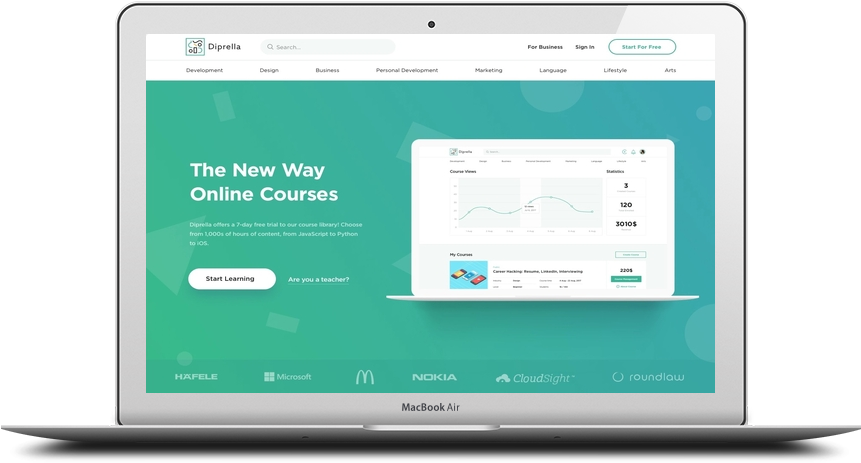 Diprella
Search...
For Business
Sign In
Start For Free
Development
Design
Business
Personal Development
Marketing
Language
Lifestyle
Arts
The New Way
Online Courses
Diprella offers a 7-day free trial to our course library! Choose
from 1,000s of hours of content, from JavaScript to Python
to iOS.
Start Learning
Are you a teacher?
Diprella
Course Views
Statistics
3
120
3010$
My Courses
Career Hacking: Resume, LinkedIn, Interviewing
220$
HÄFELE
Microsoft
NOKIA
CloudSight
roundlaw
MacBook Air